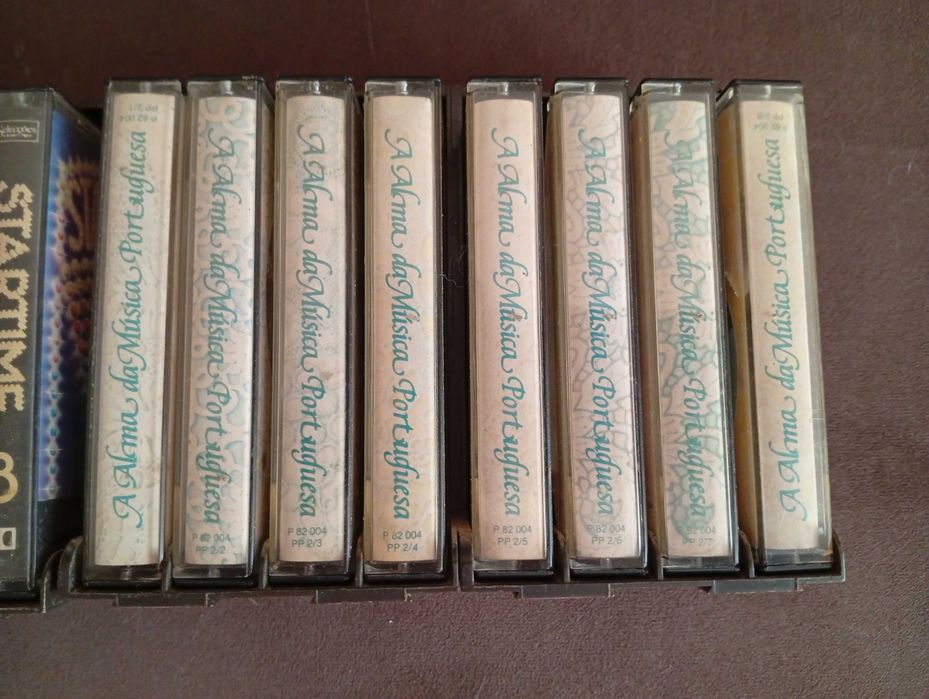 Selecções
STARTIME
8
A Alma da Música Portuguesa
P 82 004
PP 2/1
A Alma da Música Portuguesa
P 82 004
PP 2/2
A Alma da Música Portuguesa
P 82 004
PP 2/3
A Alma da Música Portuguesa
P 82 004
PP 2/4
A Alma da Música Portuguesa
P 82 004
PP 2/5
A Alma da Música Portuguesa
P 82 004
PP 2/6
A Alma da Música Portuguesa
P 82 004
PP 2/7
A Alma da Música Portuguesa
P 82 004
PP 2/8